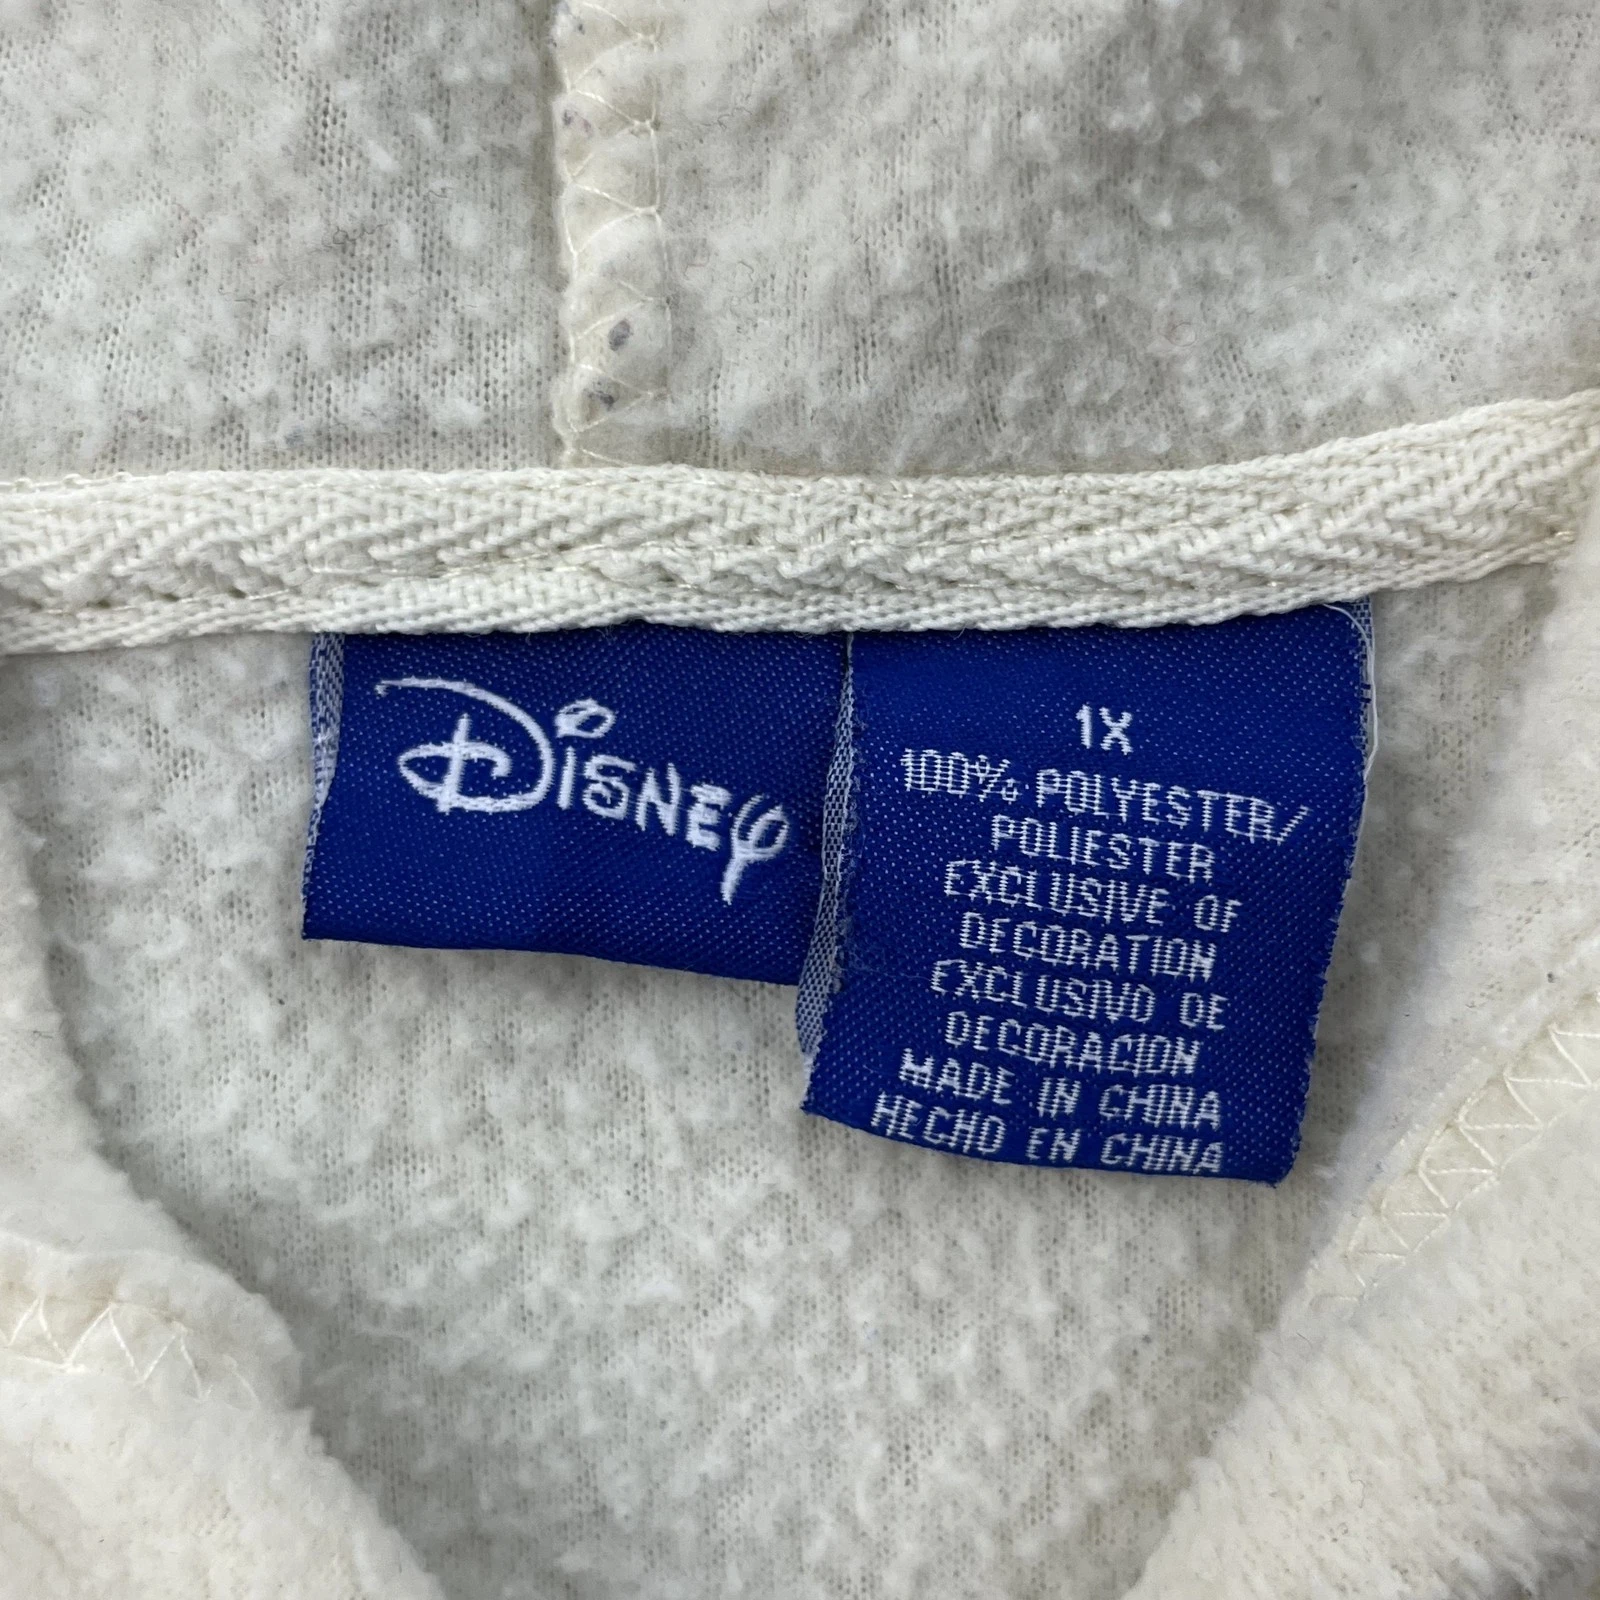 Disney
1X
100% POLYESTER/
POLIESTER
EXCLUSIVE OF
DECORATION
EXCLUSIVO DE
DECORACION
MADE IN CHINA
HECHO EN CHINA